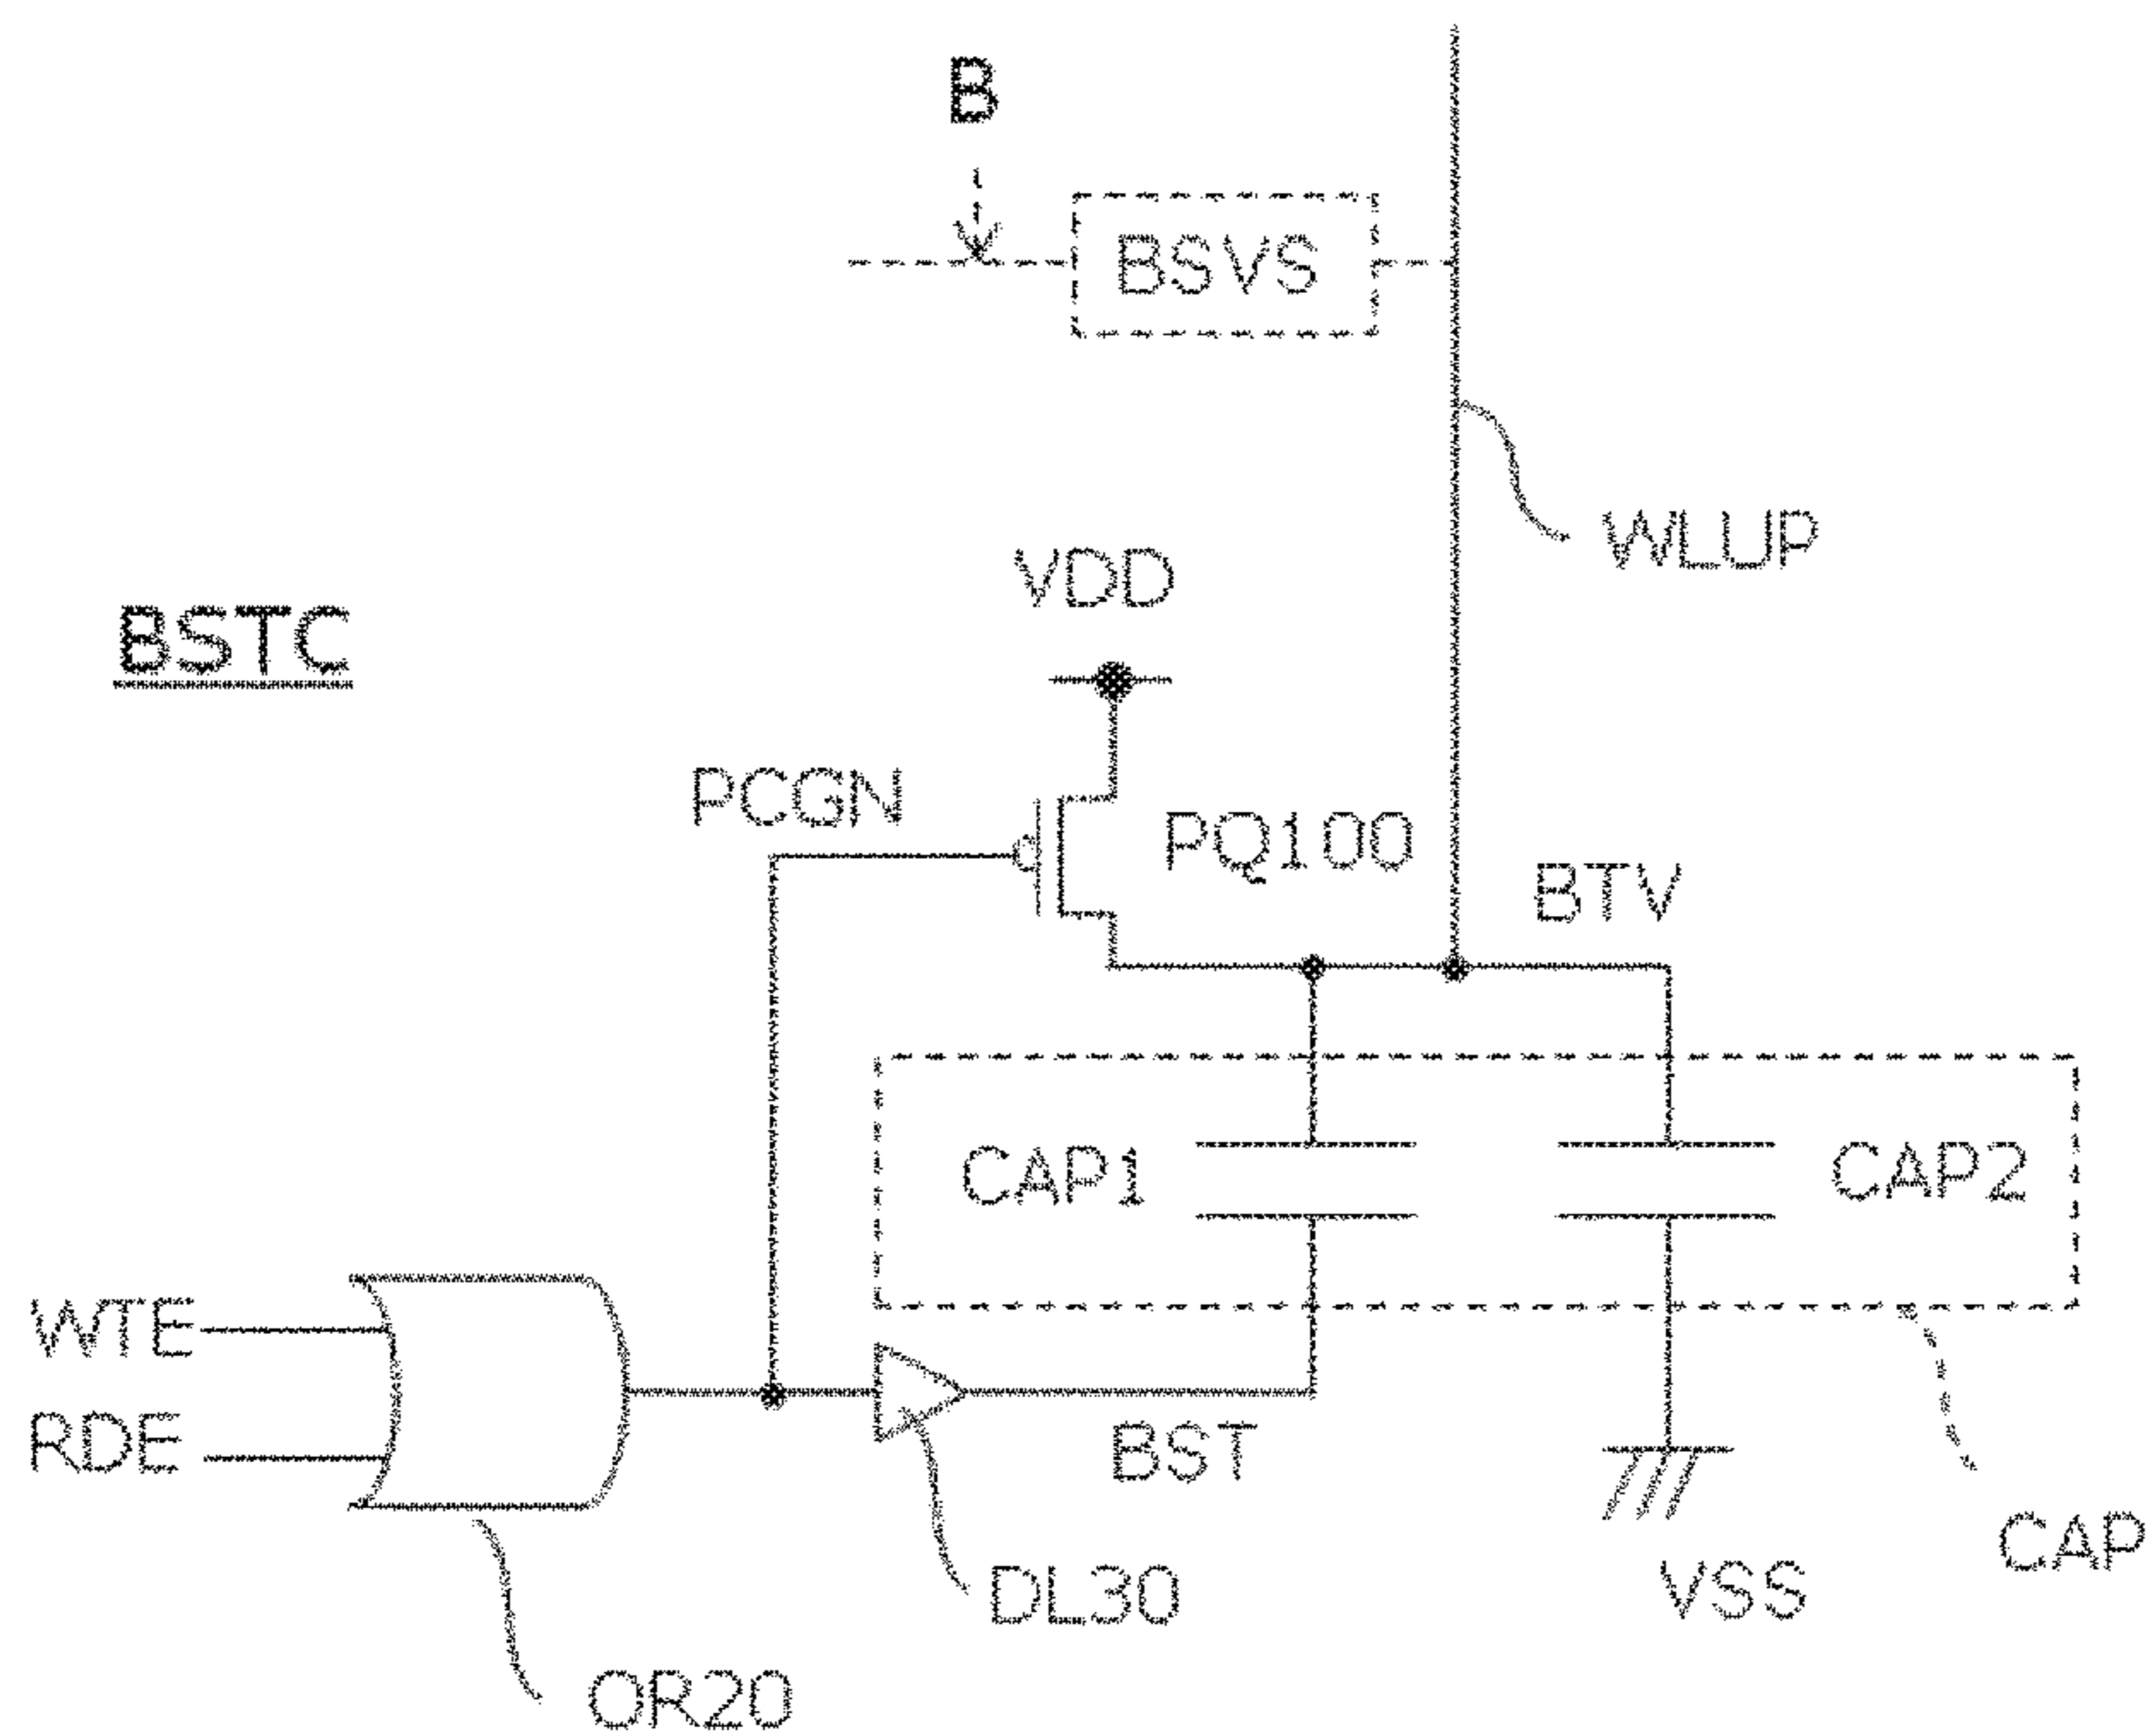 B
BSVS
WLUP
VDD
BSTC
PCGN
PQ100
BTV
CAP1
CAP2
WTE
RDE
BST
DL30
VSS
CAP
OR20